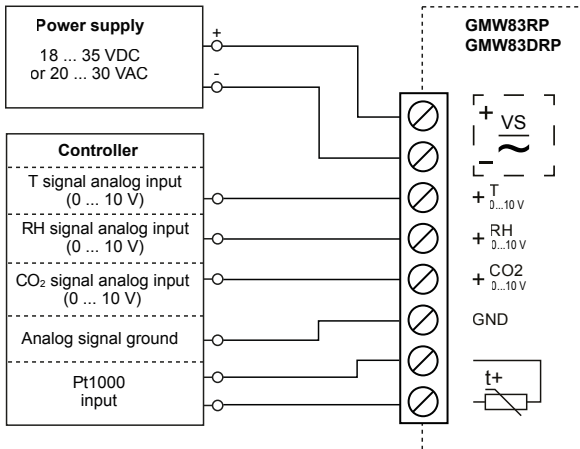 Power supply
18 ... 35 VDC
or 20 ... 30 VAC
+
-
GMW83RP
GMW83DRP
+
VS
~
−
Controller
T signal analog input
(0 ... 10 V)
+ T
0...10 V
RH signal analog input
(0 ... 10 V)
+ RH
0...10 V
CO₂ signal analog input
(0 ... 10 V)
+ CO2
0...10 V
Analog signal ground
GND
Pt1000
input
t+